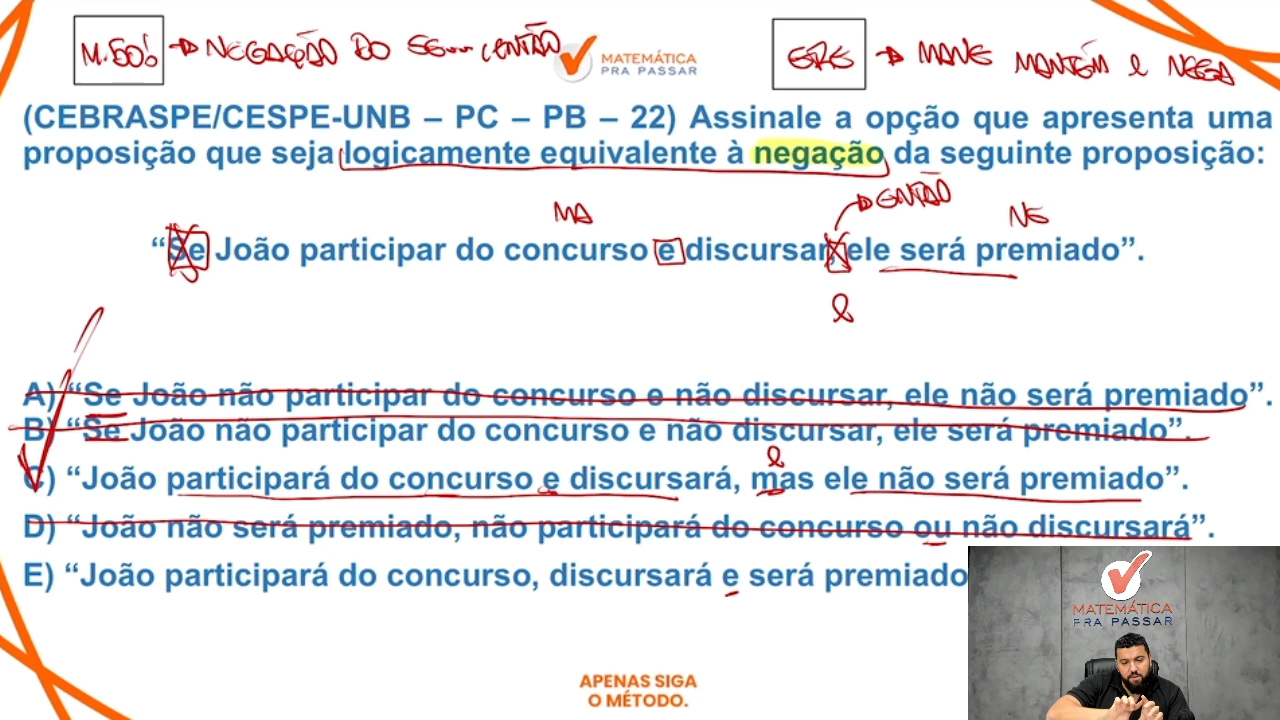 NEGAÇÃO DO SE... ENTÃO
MANE MANTÉM e NEGA
MATEMÁTICA
PRA PASSAR
(CEBRASPE/CESPE-UNB – PC – PB – 22) Assinale a opção que apresenta uma
proposição que seja logicamente equivalente à negação da seguinte proposição:
ENTÃO
MA
NE
“Se João participar do concurso e discursar, ele será premiado”.
e
A) “Se João não participar do concurso e não discursar, ele não será premiado”.
B) “Se João não participar do concurso e não discursar, ele será premiado”.
e
C) “João participará do concurso e discursará, mas ele não será premiado”.
D) “João não será premiado, não participará do concurso ou não discursará”.
E) “João participará do concurso, discursará e será premiado
MATEMÁTICA
PRA PASSAR
APENAS SIGA
O MÉTODO.